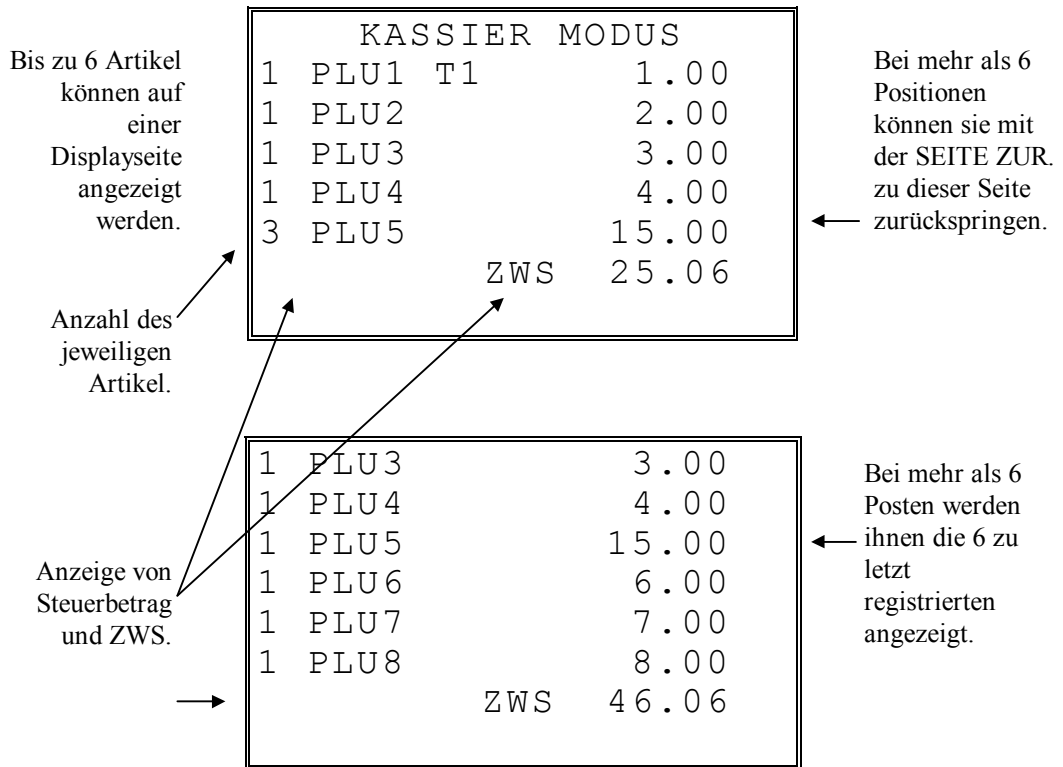 Bis zu 6 Artikel
können auf
einer
Displayseite
angezeigt
werden.
Anzahl des
jeweiligen
Artikel.
KASSIER MODUS
1 PLU1 T1 1.00
1 PLU2 2.00
1 PLU3 3.00
1 PLU4 4.00
3 PLU5 15.00
ZWS 25.06
Bei mehr als 6
Positionen
können sie mit
der SEITE ZUR.
zu dieser Seite
zurückspringen.
Anzeige von
Steuerbetrag
und ZWS.
1 PLU3 3.00
1 PLU4 4.00
1 PLU5 15.00
1 PLU6 6.00
1 PLU7 7.00
1 PLU8 8.00
ZWS 46.06
Bei mehr als 6
Posten werden
ihnen die 6 zu
letzt
registrierten
angezeigt.